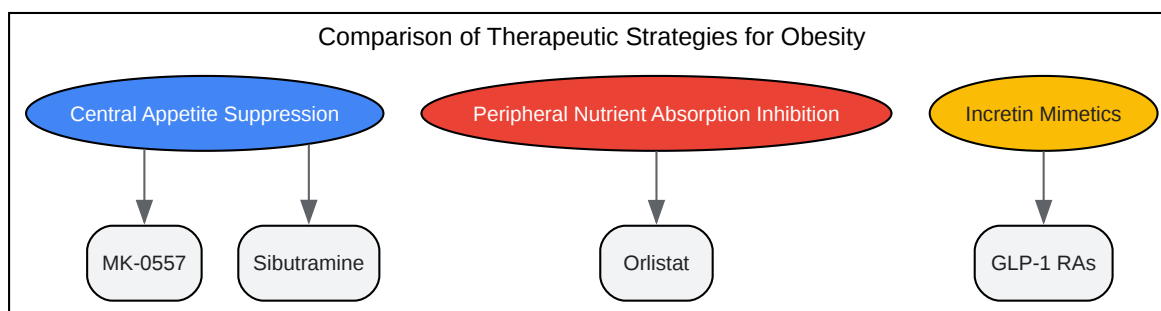 Comparison of Therapeutic Strategies for Obesity
Central Appetite Suppression
Peripheral Nutrient Absorption Inhibition
Incretin Mimetics
MK-0557
Sibutramine
Orlistat
GLP-1 RAs